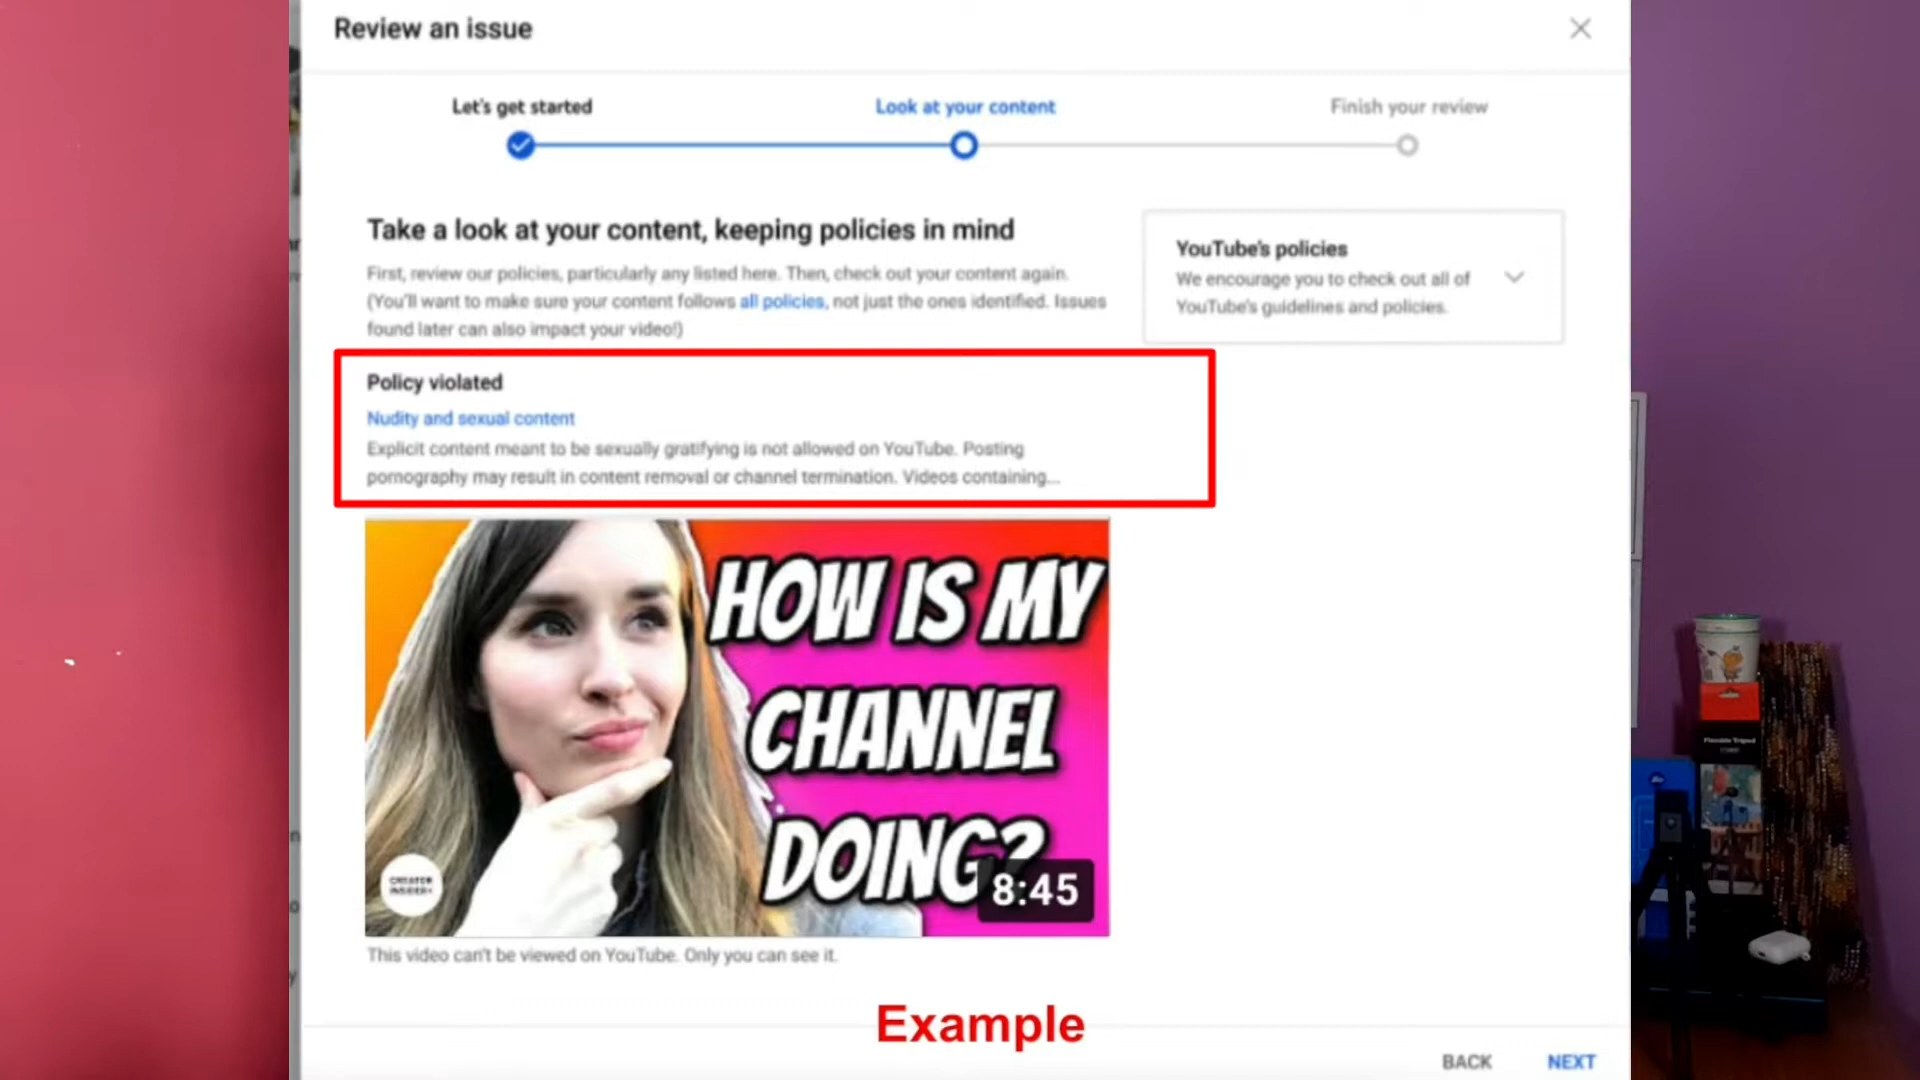 Review an issue
Let's get started
Look at your content
Finish your review
Take a look at your content, keeping policies in mind
First, review our policies, particularly any listed here. Then, check out your content again.
(You'll want to make sure your content follows all policies, not just the ones identified. Issues
found later can also impact your video!)
YouTube's policies
We encourage you to check out all of
YouTube's guidelines and policies.
Policy violated
Nudity and sexual content
Explicit content meant to be sexually gratifying is not allowed on YouTube. Posting
pornography may result in content removal or channel termination. Videos containing...
HOW IS MY
CHANNEL
DOING?
CREATOR
INSIDER
8:45
This video can't be viewed on YouTube. Only you can see it.
Example
BACK
NEXT
Flexible Tripod